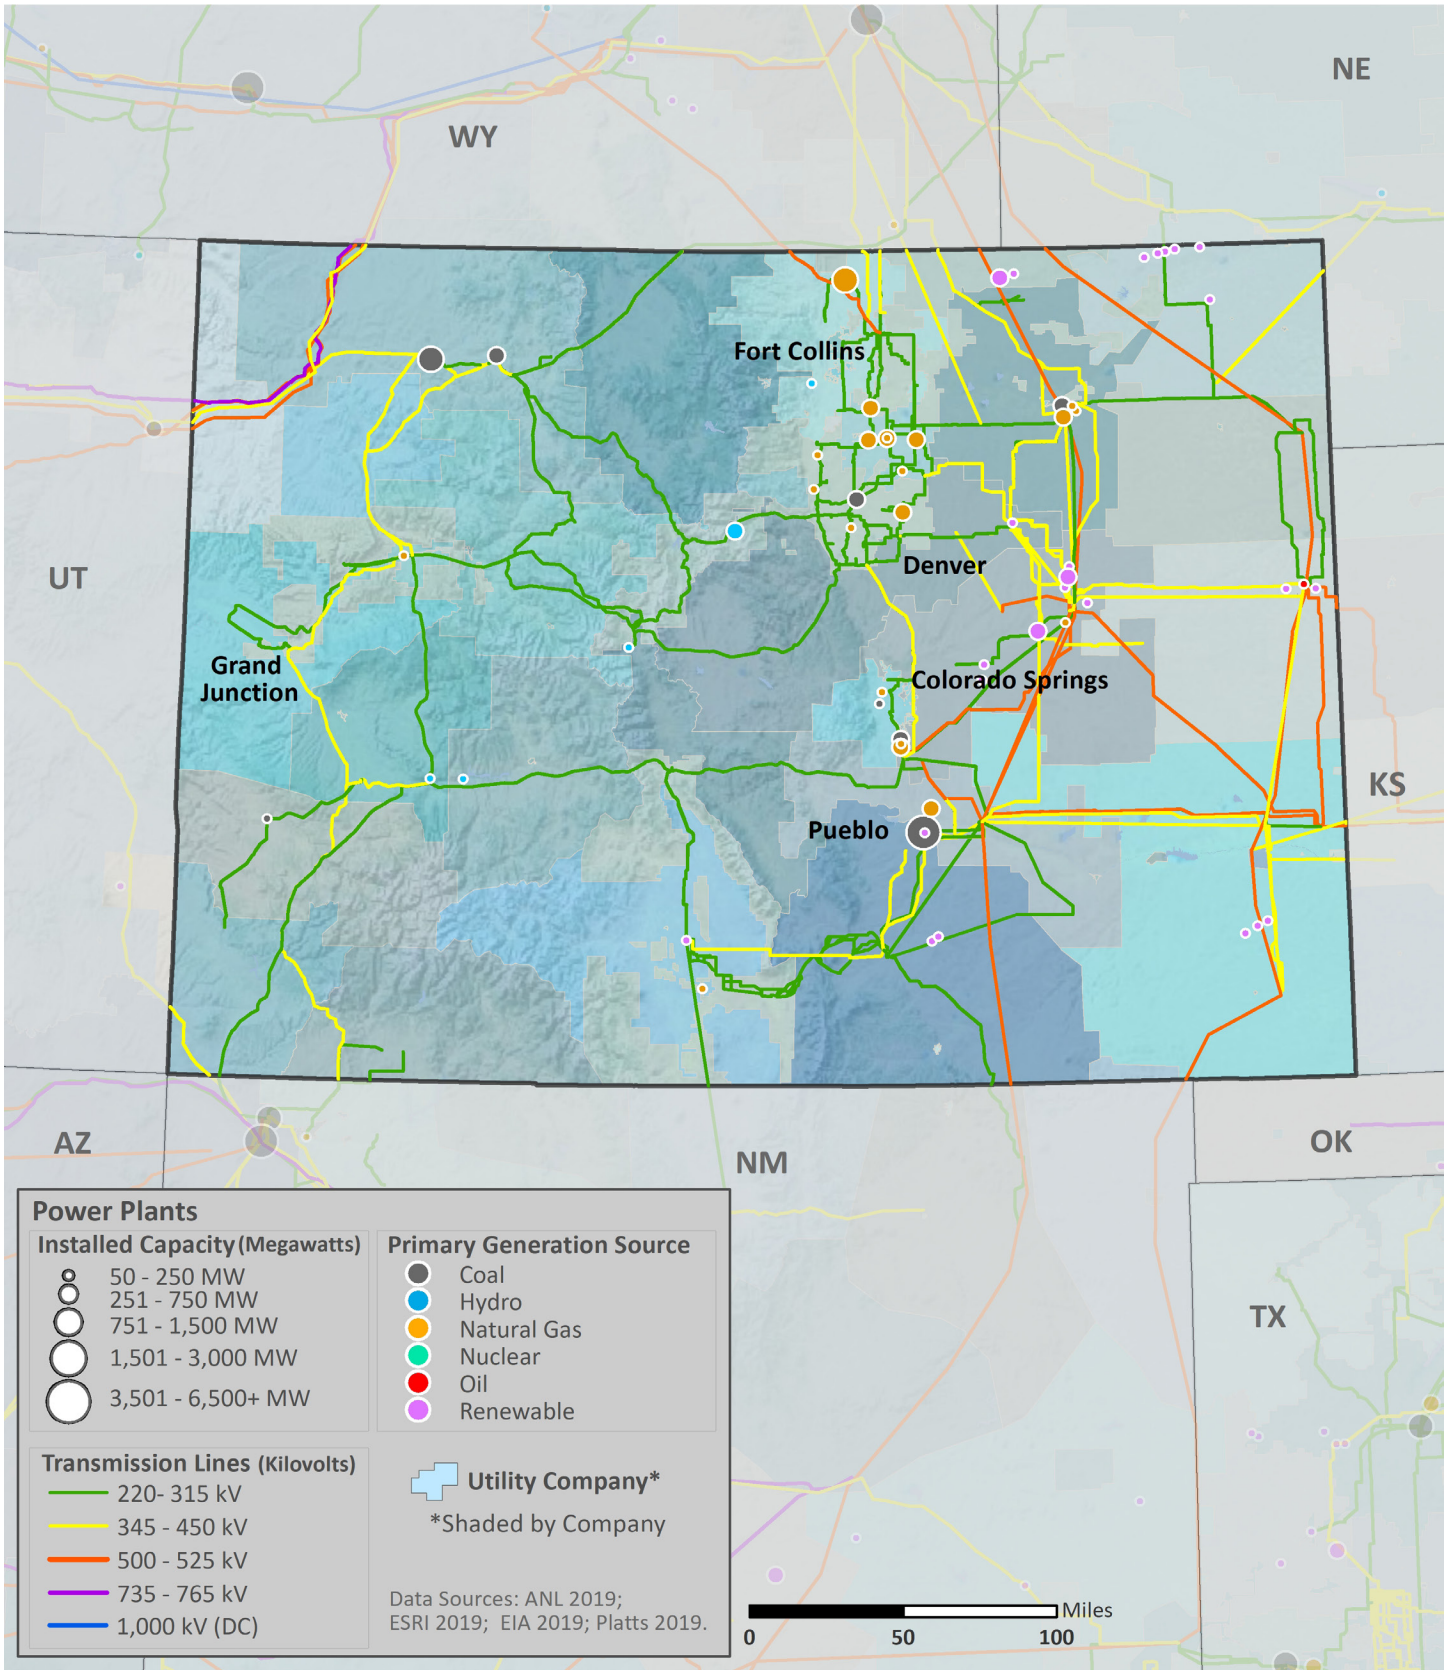 NE
WY
Fort Collins
UT
Denver
Grand
Junction
Colorado Springs
KS
Pueblo
AZ
NM
OK
TX
Power Plants
Installed Capacity (Megawatts)
50 - 250 MW
251 - 750 MW
751 - 1,500 MW
1,501 - 3,000 MW
3,501 - 6,500+ MW
Primary Generation Source
Coal
Hydro
Natural Gas
Nuclear
Oil
Renewable
Transmission Lines (Kilovolts)
220- 315 kV
345 - 450 kV
500 - 525 kV
735 - 765 kV
1,000 kV (DC)
Utility Company*
*Shaded by Company
Data Sources: ANL 2019;
ESRI 2019; EIA 2019; Platts 2019.
Miles
0 50 100